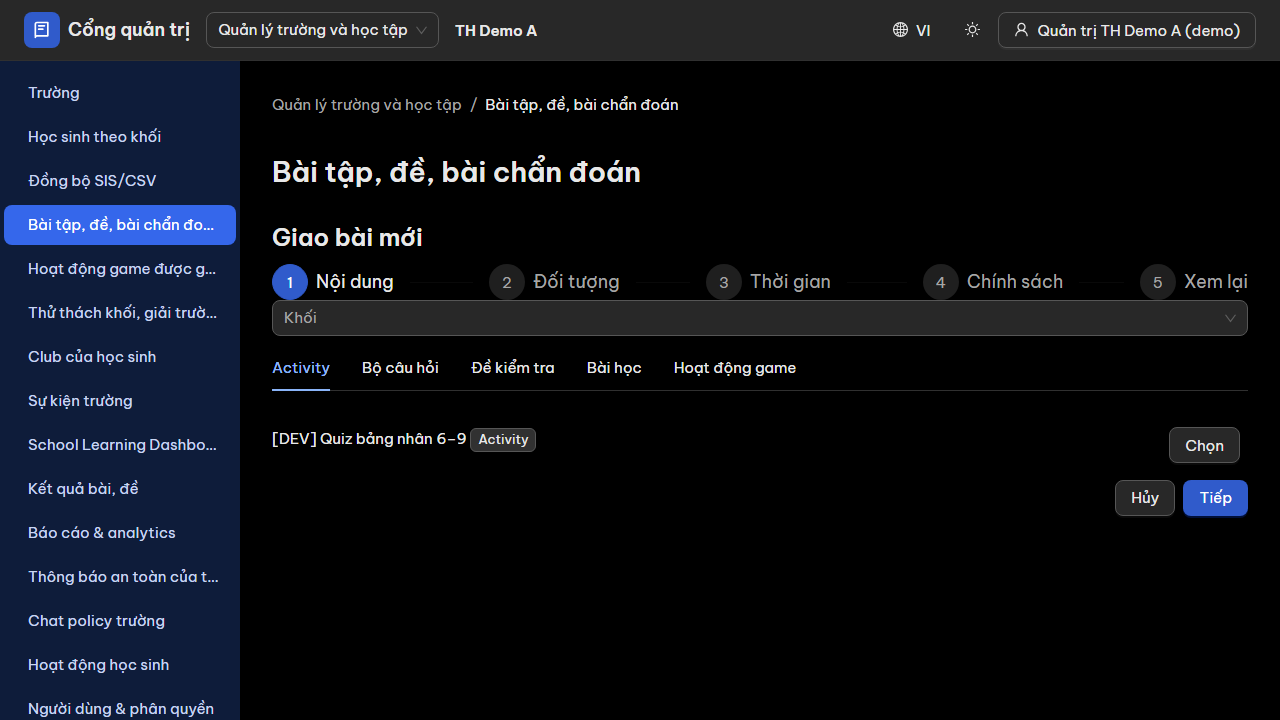 Cổng quản trị
Quản lý trường và học tập
TH Demo A
VI
Quản trị TH Demo A (demo)
Trường
Học sinh theo khối
Đồng bộ SIS/CSV
Bài tập, đề, bài chẩn đo...
Hoạt động game được g...
Thử thách khối, giải trườ...
Club của học sinh
Sự kiện trường
School Learning Dashbo...
Kết quả bài, đề
Báo cáo & analytics
Thông báo an toàn của t...
Chat policy trường
Hoạt động học sinh
Người dùng & phân quyền
Quản lý trường và học tập / Bài tập, đề, bài chẩn đoán
Bài tập, đề, bài chẩn đoán
Giao bài mới
1 Nội dung
2 Đối tượng
3 Thời gian
4 Chính sách
5 Xem lại
Khối
Activity
Bộ câu hỏi
Đề kiểm tra
Bài học
Hoạt động game
[DEV] Quiz bảng nhân 6–9 Activity
Chọn
Hủy
Tiếp